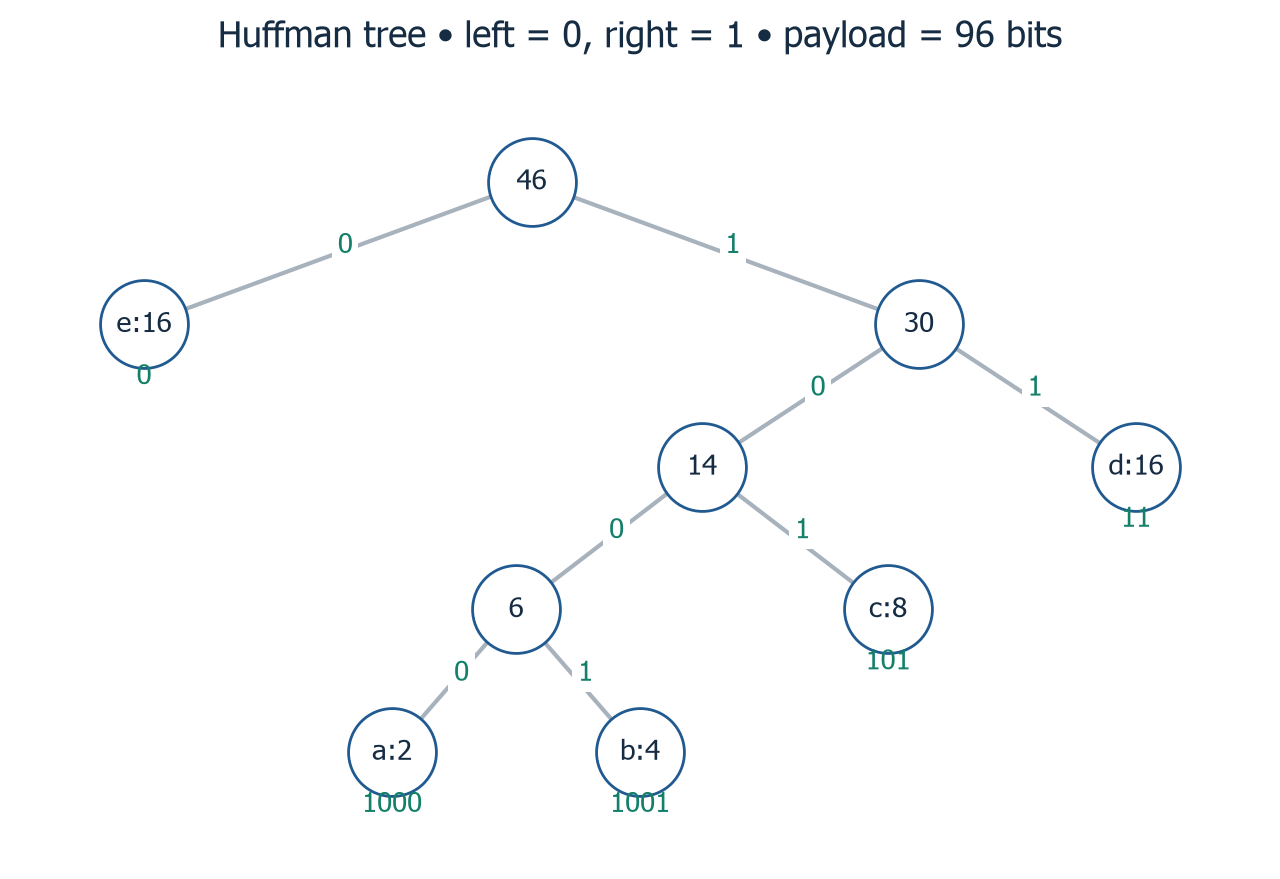 Huffman tree • left = 0, right = 1 • payload = 96 bits
46
0
1
e:16
30
0
0
1
14
d:16
0
1
11
6
c:8
0
1
101
a:2
b:4
1000
1001